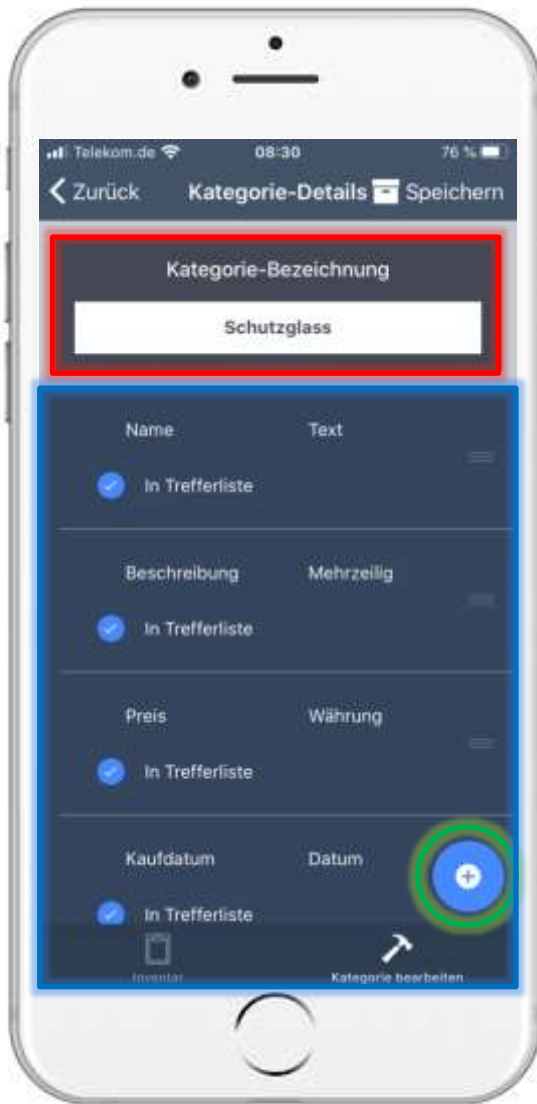 Telekom.de 08:30 76 %
Zurück Kategorie-Details Speichern
Kategorie-Bezeichnung
Schutzglass
Name Text
In Trefferliste
Beschreibung Mehrzeilig
In Trefferliste
Preis Währung
In Trefferliste
Kaufdatum Datum
In Trefferliste
Inventar Kategorie bearbeiten